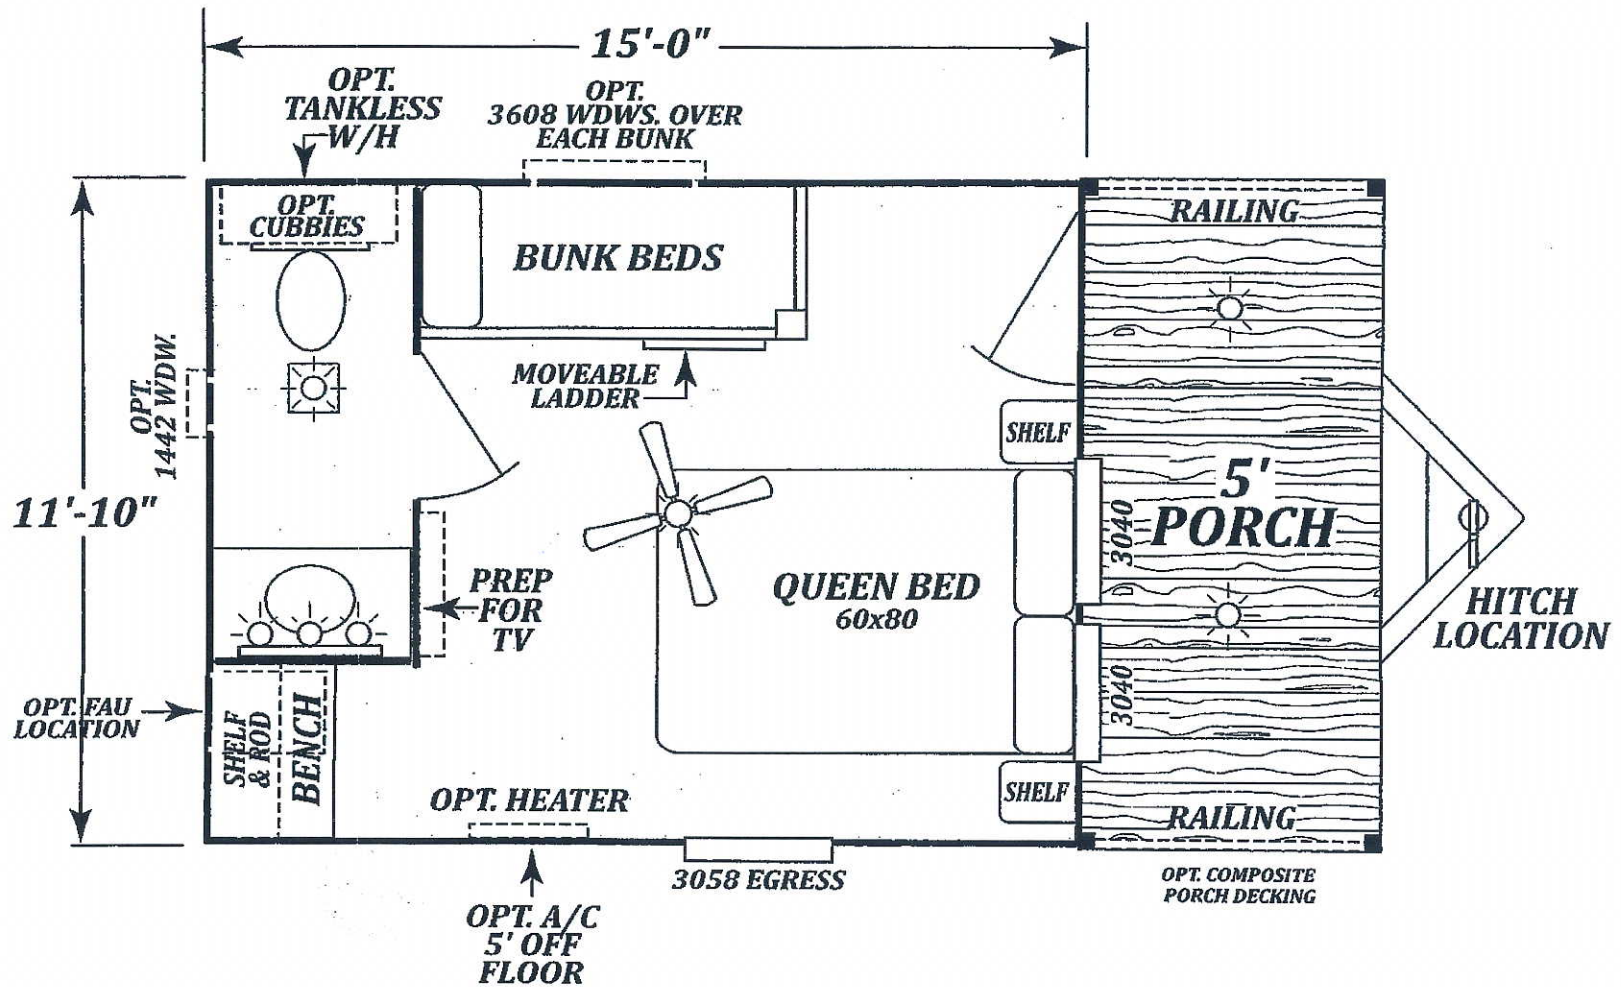 15'-0"
OPT.
TANKLESS
W/H
OPT.
3608 WDWS. OVER
EACH BUNK
OPT.
CUBBIES
BUNK BEDS
RAILING
MOVEABLE
LADDER
OPT.
1442 WDW.
SHELF
11'-10"
5'
PORCH
3040
QUEEN BED
60x80
PREP
FOR
TV
HITCH
LOCATION
3040
OPT. FAU
LOCATION
SHELF
& ROD
BENCH
OPT. HEATER
SHELF
RAILING
3058 EGRESS
OPT. COMPOSITE
PORCH DECKING
OPT. A/C
5' OFF
FLOOR